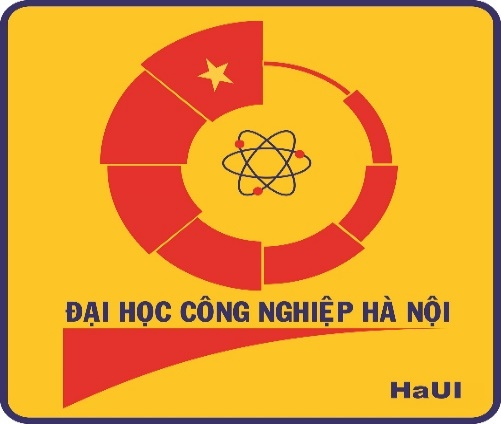 ĐẠI HỌC CÔNG NGHIỆP HÀ NỘI
HaUI